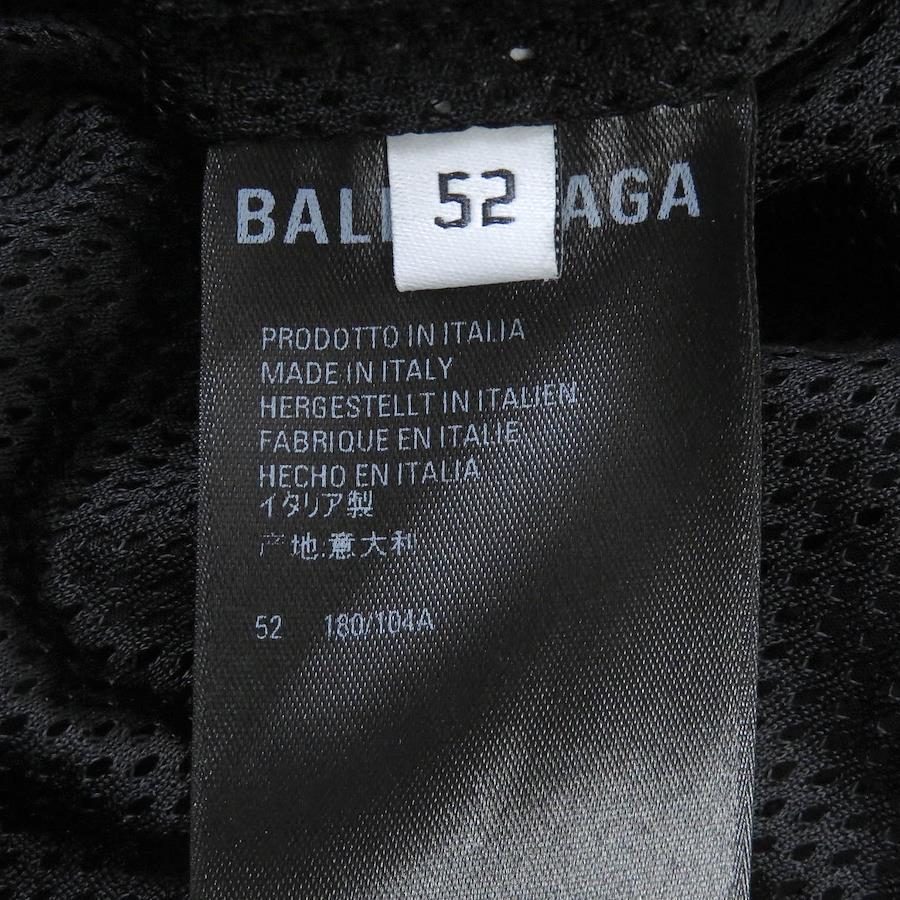 BAL AGA
52
PRODOTTO IN ITALIA
MADE IN ITALY
HERGESTELLT IN ITALIEN
FABRIQUE EN ITALIE
HECHO EN ITALIA
イタリア製
产地:意大利
52 180/104A